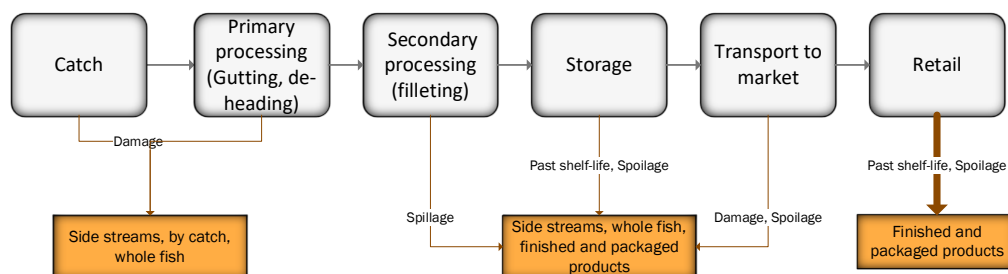 Catch
Primary
processing
(Gutting, de-
heading)
Secondary
processing
(filleting)
Storage
Transport to
market
Retail
Damage
Past shelf-life, Spoilage
Past shelf-life, Spoilage
Spillage
Damage, Spoilage
Side streams, by catch,
whole fish
Side streams, whole fish,
finished and packaged
products
Finished and
packaged products